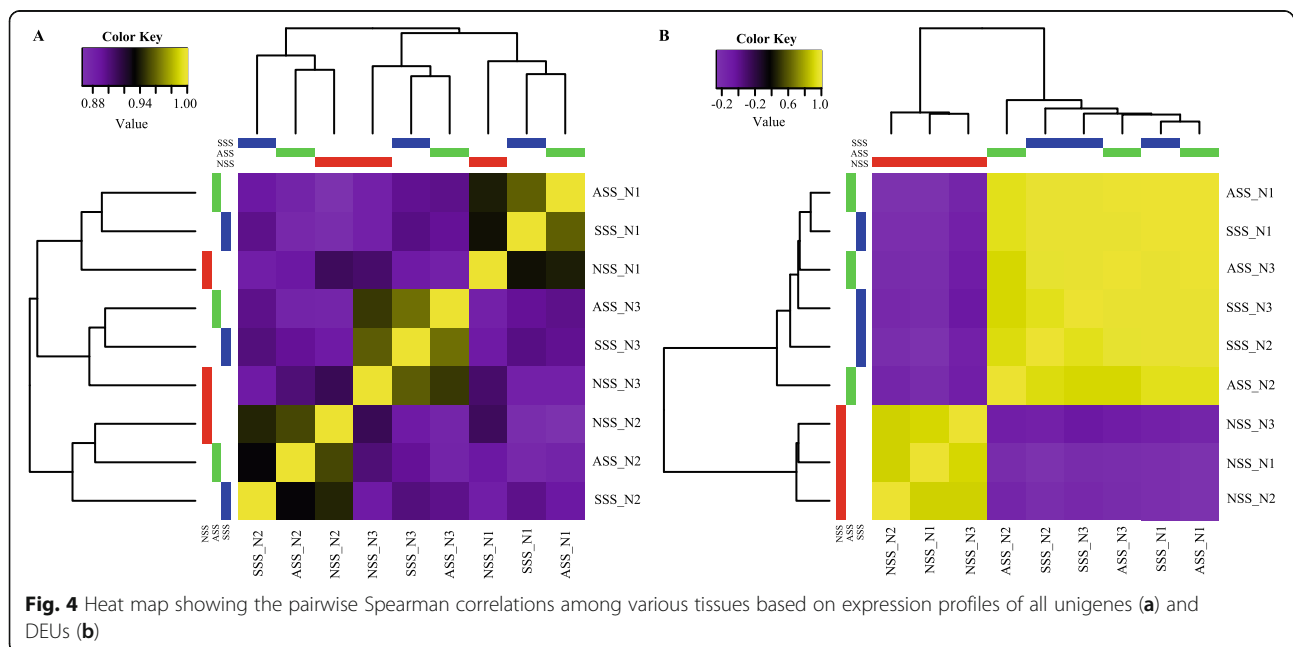 A
Color Key
0.88 0.94 1.00
Value
SSS
ASS
NSS
ASS_N1
SSS_N1
NSS_N1
ASS_N3
SSS_N3
NSS_N3
NSS_N2
ASS_N2
SSS_N2
NSS
ASS
SSS
SSS_N2
ASS_N2
NSS_N2
NSS_N3
SSS_N3
ASS_N3
NSS_N1
SSS_N1
ASS_N1
B
Color Key
-0.2 -0.2 0.6 1.0
Value
SSS
ASS
NSS
ASS_N1
SSS_N1
ASS_N3
SSS_N3
SSS_N2
ASS_N2
NSS_N3
NSS_N1
NSS_N2
NSS
ASS
SSS
NSS_N2
NSS_N1
NSS_N3
ASS_N2
SSS_N2
SSS_N3
ASS_N3
SSS_N1
ASS_N1
Fig. 4 Heat map showing the pairwise Spearman correlations among various tissues based on expression profiles of all unigenes (a) and
DEUs (b)